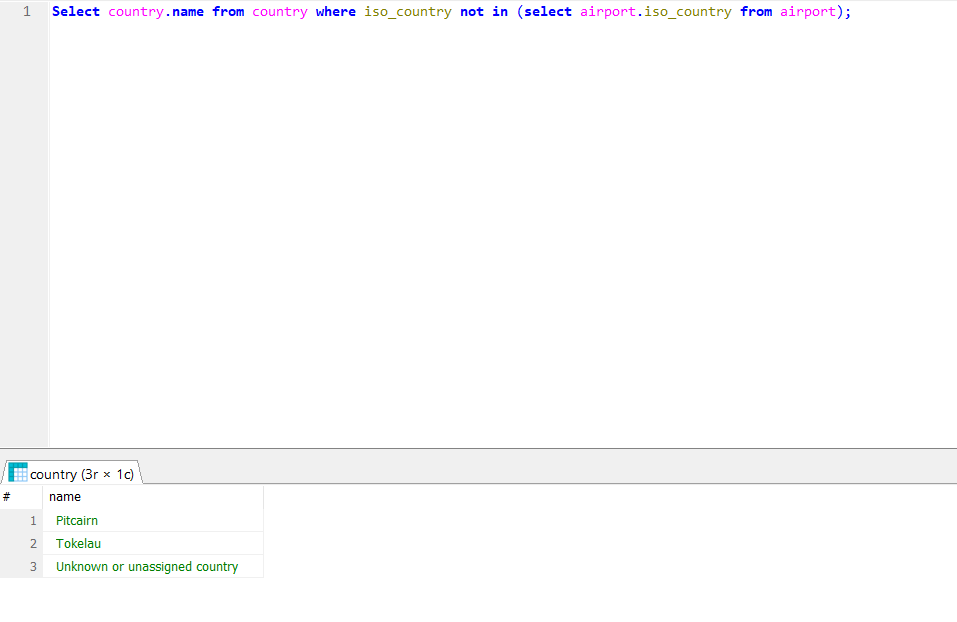 1 Select country.name from country where iso_country not in (select airport.iso_country from airport);
country (3r × 1c)
# name
1 Pitcairn
2 Tokelau
3 Unknown or unassigned country